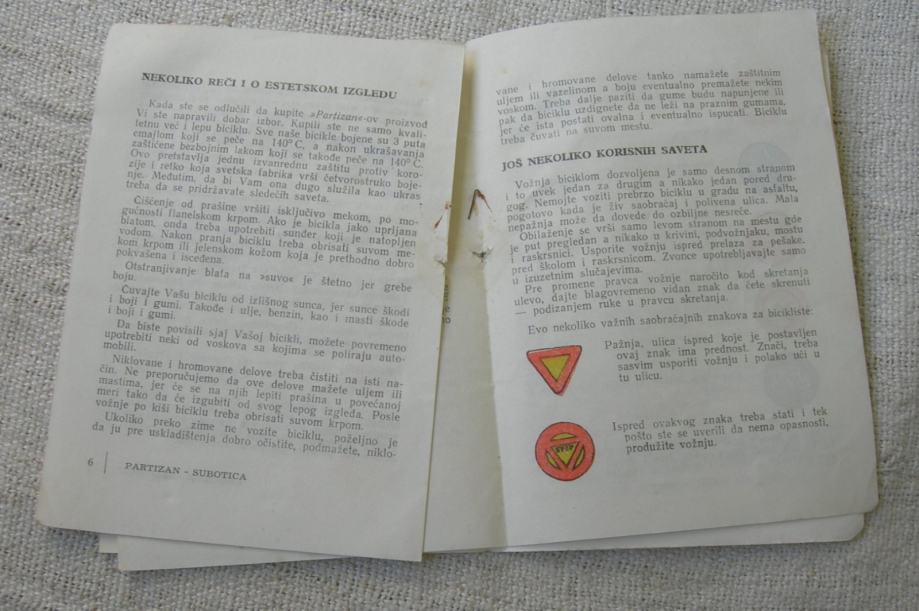 NEKOLIKO REČI I O ESTETSKOM IZGLEDU
Kada ste se odlučili da kupite »Partizan«-ov proizvod
Vi ste napravili dobar izbor. Kupili ste ne samo kvali-
tetnu već i lepu biciklu. Sve naše bicikle bojene su 3 puta
emajlom koji se peče na 140° C, a nakon ukrašavanja
zaštićene bezbojnim lakom koji se takođe peče na 140° C.
Ovo pretstavlja jednu izvanrednu zaštitu protiv koro-
zije i retko koja svetska fabrika vrši četvorostruko boje-
nje. Međutim, da bi Vam ona dugo služila kao ukras
treba da se pridržavate sledećih saveta.
Čišćenje od prašine vršiti isključivo mekom, po mo-
gućnosti flanelskom krpom. Ako je bicikla jako uprljana
blatom, onda treba upotrebiti sunđer koji je natopljen
vodom. Nakon pranja biciklu treba obrisati suvom me-
kom krpom ili jelenskom kožom koja je prethodno dobro
pokvašena i isceđena.
Otstranjivanje blata na »suvo« je štetno jer grebe
boju.
Čuvajte Vašu biciklu od izlišnog sunca, jer sunce škodi
i boji i gumi. Takođe i ulje, benzin, kao i masti škode
i boji i gumi.
Da biste povisili sjaj Vašoj bicikli, možete povremeno
upotrebiti neki od voskova sa kojima se poliraju auto-
mobili.
Niklovane i hromovane delove treba čistiti na isti na-
čin. Ne preporučujemo da ove delove mažete uljem ili
mastima, jer će se na njih lepiti prašina u povećanoj
meri tako da će izgubiti od svog lepog izgleda. Posle
vožnje po kiši biciklu treba obrisati suvom krpom.
Ukoliko preko zime ne vozite biciklu, poželjno je
da ju pre uskladištenja dobro očistite, podmažete, niklo-
6 PARTIZAN - SUBOTICA
vane i hromovane delove tanko namažete zaštitnim
uljem ili vazelinom a boju eventualno premažete nekim
voskom. Treba dalje paziti da gume budu napunjene ili
pak da biciklu uzdignete da ne leži na praznim gumama,
jer će ista postati ovalna i eventualno ispucati. Biciklu
treba čuvati na suvom mestu.
JOŠ NEKOLIKO KORISNIH SAVETA
Vožnja biciklom dozvoljena je samo desnom stranom
i to uvek jedan za drugim a nikako jedan pored dru-
gog. Nemojte voziti prebrzo biciklu u gradu na asfaltu,
pogotovo kada je živ saobraćaj i polivena ulica. Mala
nepažnja može da dovede do ozbiljne nesreće.
Obilaženje se vrši samo levom stranom na mestu gde
je put pregledan a nikako u krivini, podvožnjaku, mostu
i raskrsnici. Usporite vožnju ispred prelaza za pešake.
pred školom i raskrsnicom. Zvonce upotrebljavajte samo
u izuzetnim slučajevima.
Pre promene pravca vožnje naročito kod skretanja
ulevo, dajte blagovremeno vidan znak da ćete skrenuti
— podizanjem ruke u pravcu skretanja.
Evo nekoliko važnih saobraćajnih znakova za bicikliste:
Pažnja, ulica ispred koje je postavljen
ovaj znak ima prednost. Znači, treba
sasvim usporiti vožnju i polako ući u
tu ulicu.
STOP
Ispred ovakvog znaka treba stati i tek
pošto ste se uverili da nema opasnosti,
produžite vožnju.